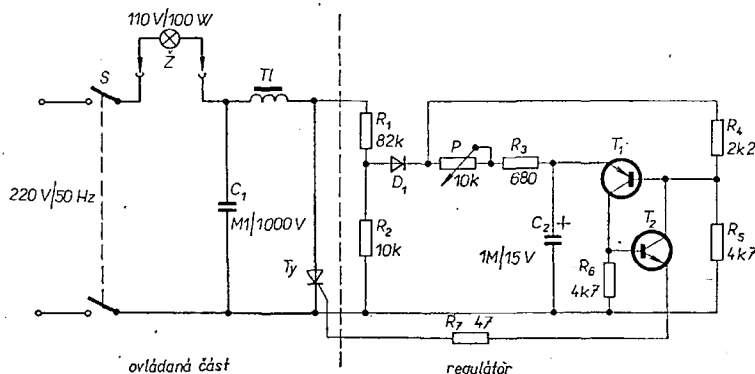 110 V/100 W
Ž
S
Tl
R1
82k
D1
P
10k
R3
680
T1
R4
2k2
220 V/50 Hz
C1
M1/1000 V
R2
10k
C2 +
1M/15 V
T2
R5
4k7
R6
4k7
Ty
R7 47
ovládaná část
regulátor